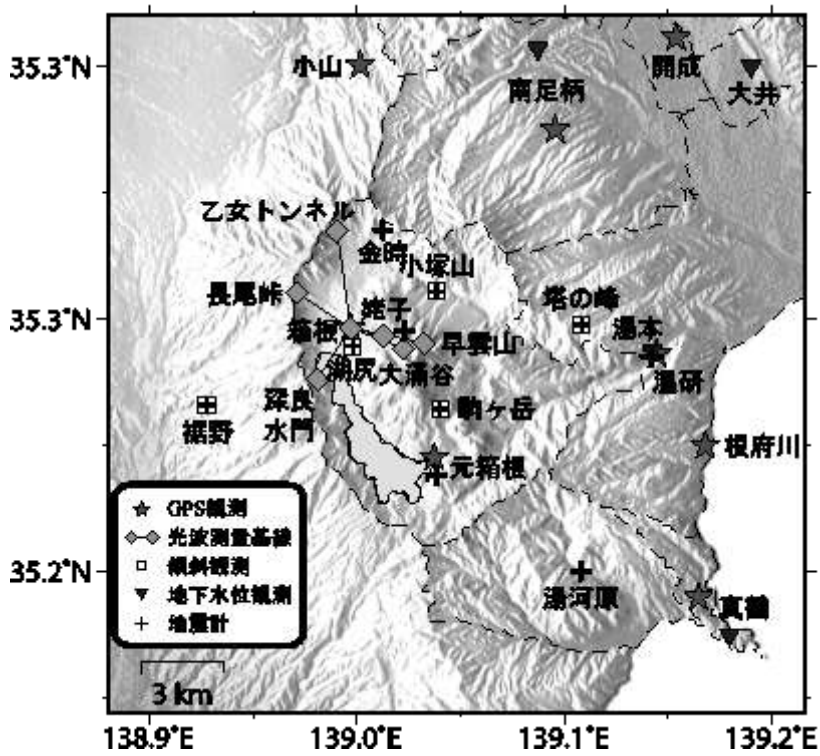 35.3°N
小山
開成
大井
南足柄
乙女トンネル
金時
小塚山
長尾峠
姥子
塔の峰
35.3°N
箱根
湯本
早雲山
湖尻
大涌谷
温研
深良
水門
駒ヶ岳
裾野
根府川
元箱根
GPS観測
光波測量基線
傾斜観測
35.2°N
地下水位観測
湯河原
真鶴
地震計
3 km
138.9°E
139.0°E
139.1°E
139.2°E